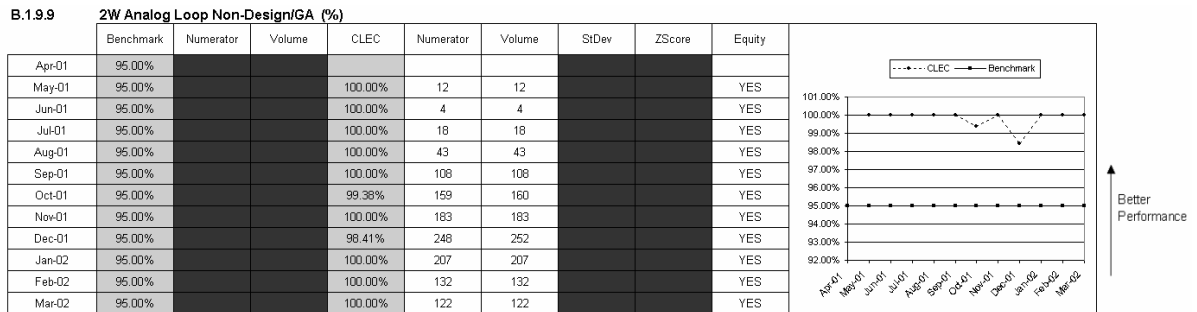 B.1.9.9 2W Analog Loop Non-Design/GA (%)
Benchmark Numerator Volume CLEC Numerator Volume StDev ZScore Equity
Apr-01 95.00%
May-01 95.00% 100.00% 12 12 YES
Jun-01 95.00% 100.00% 4 4 YES
Jul-01 95.00% 100.00% 18 18 YES
Aug-01 95.00% 100.00% 43 43 YES
Sep-01 95.00% 100.00% 108 108 YES
Oct-01 95.00% 99.38% 159 160 YES
Nov-01 95.00% 100.00% 183 183 YES
Dec-01 95.00% 98.41% 248 252 YES
Jan-02 95.00% 100.00% 207 207 YES
Feb-02 95.00% 100.00% 132 132 YES
Mar-02 95.00% 100.00% 122 122 YES
CLEC Benchmark
101.00%
100.00%
99.00%
98.00%
97.00%
96.00%
95.00%
94.00%
93.00%
92.00%
Apr-01 May-01 Jun-01 Jul-01 Aug-01 Sep-01 Oct-01 Nov-01 Dec-01 Jan-02 Feb-02 Mar-02
Better
Performance